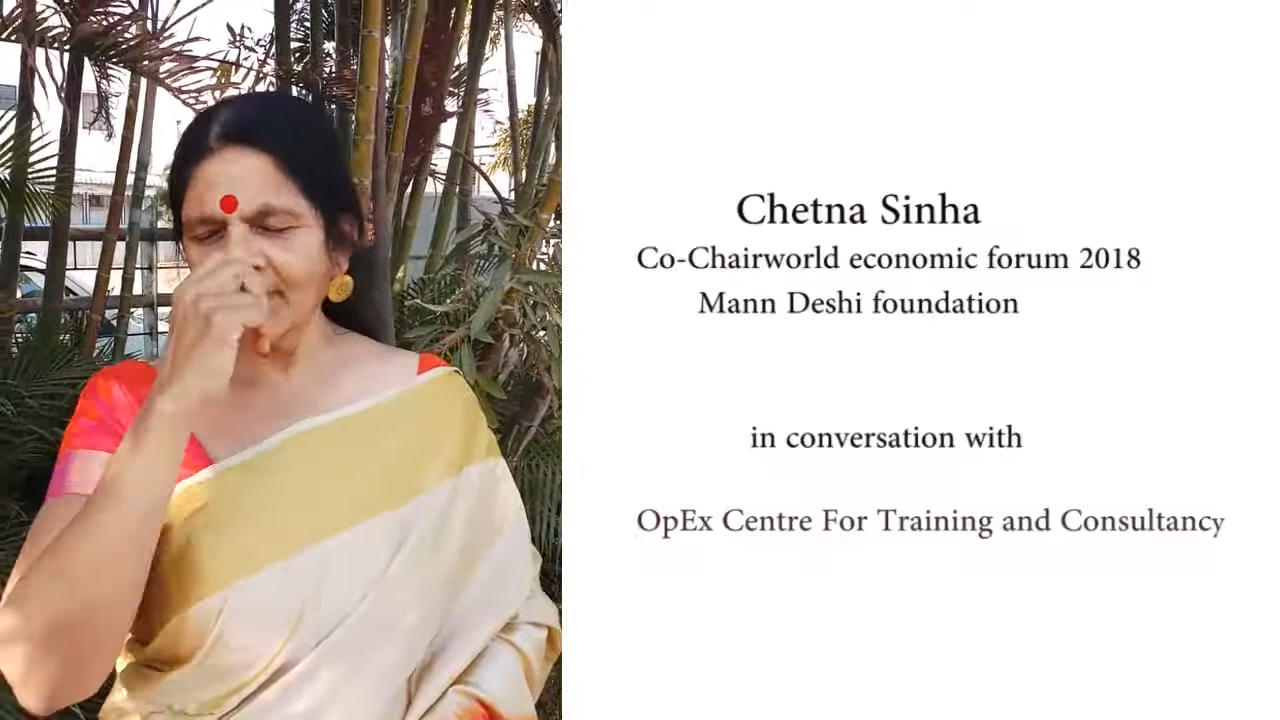 Chetna Sinha
Co-Chairworld economic forum 2018
Mann Deshi foundation
in conversation with
OpEx Centre For Training and Consultancy